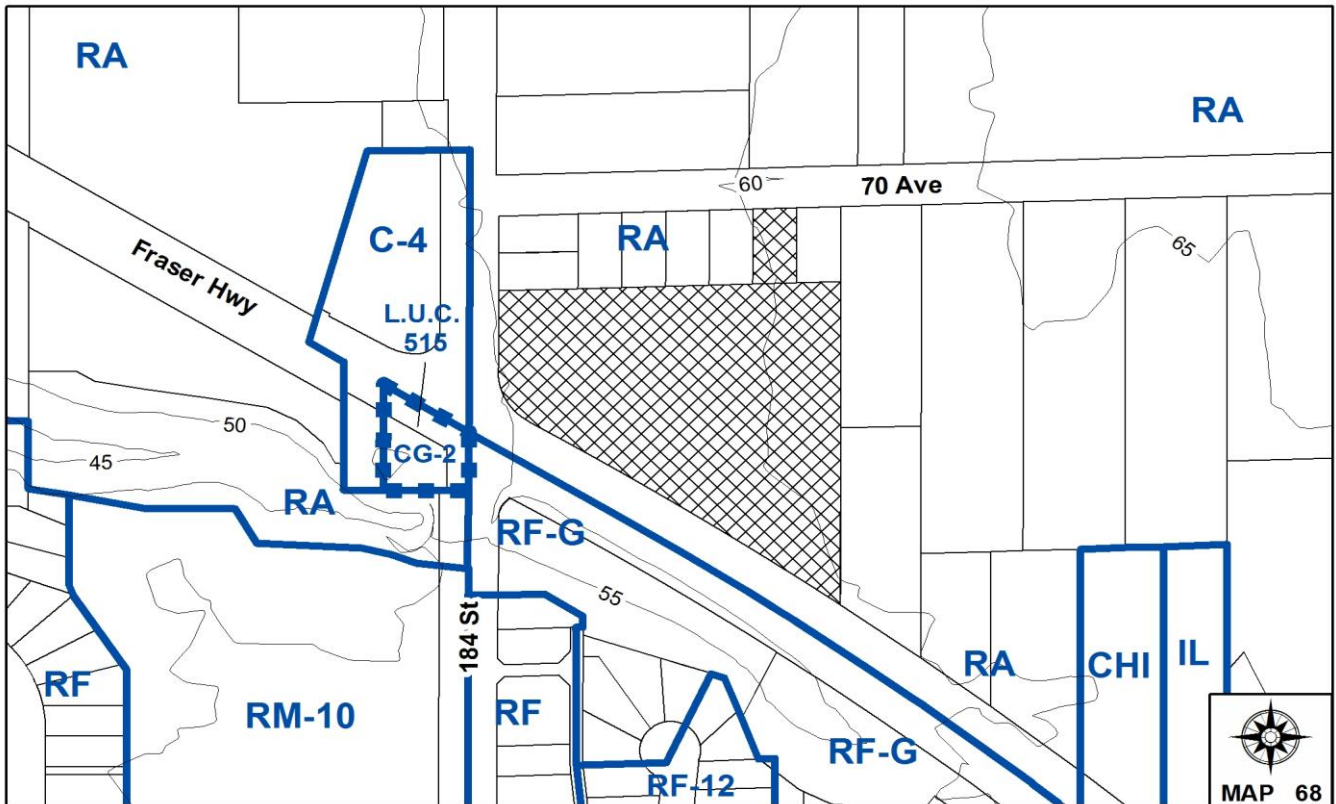 RA
RA
60
70 Ave
C-4
RA
65
Fraser Hwy
L.U.C.
515
50
CG-2
45
RA
RF-G
55
184 St
RA
CHI
IL
RF
RM-10
RF
RF-G
RF-12
MAP 68